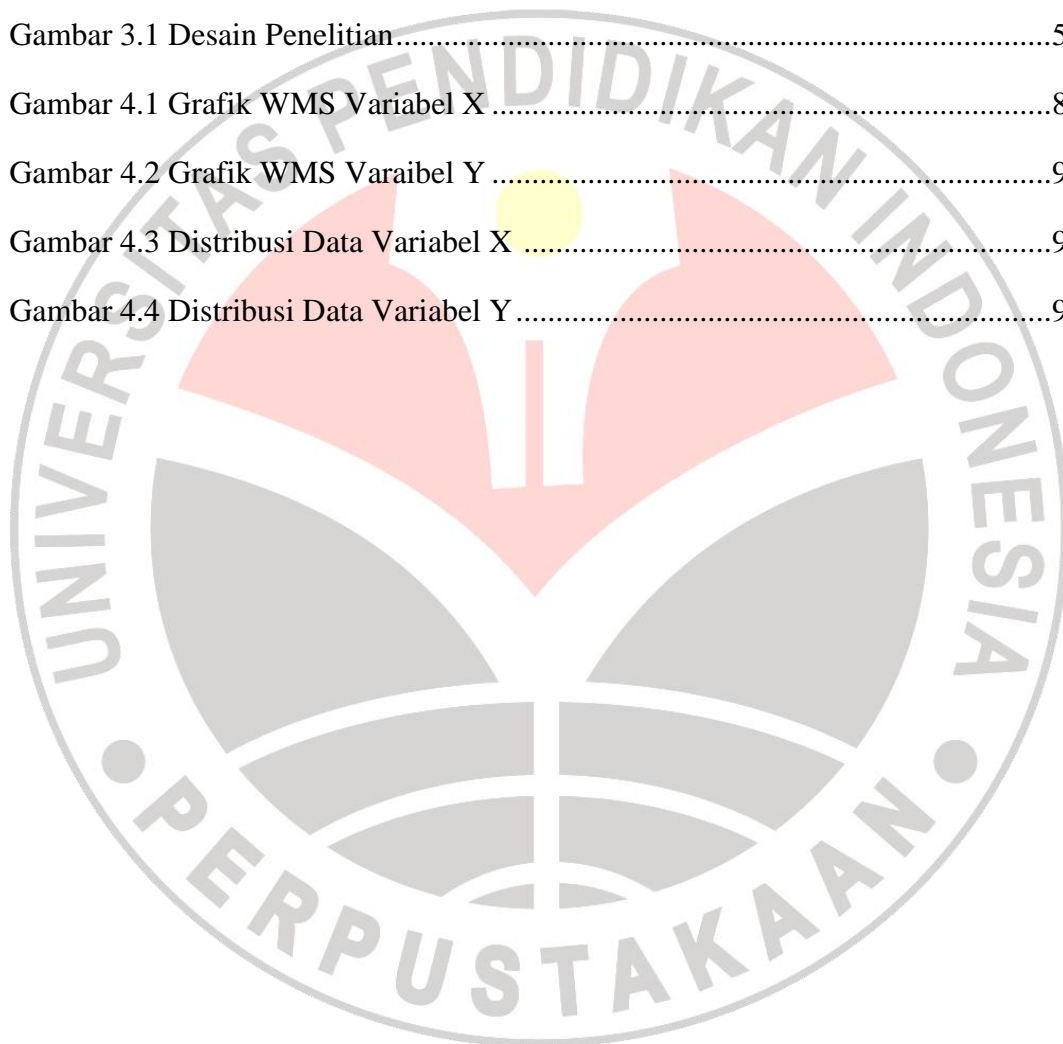 Gambar 3.1 Desain Penelitian.....................................................................................5
Gambar 4.1 Grafik WMS Variabel X ........................................................................8
Gambar 4.2 Grafik WMS Varaibel Y ........................................................................9
Gambar 4.3 Distribusi Data Variabel X ....................................................................9
Gambar 4.4 Distribusi Data Variabel Y .....................................................................9
UNIVERSITAS PENDIDIKAN INDONESIA
PERPUSTAKAAN